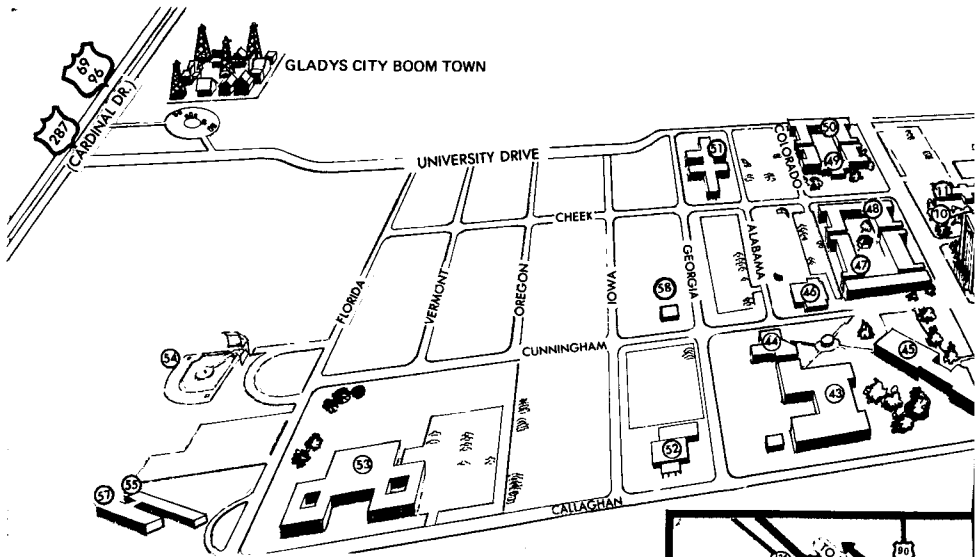 GLADYS CITY BOOM TOWN
69
96
287
CARDINAL DR.
UNIVERSITY DRIVE
COLORADO
50
51
49
CHEEK
48
11
10
FLORIDA
VERMONT
OREGON
IOWA
GEORGIA
ALABAMA
47
58
46
54
CUNNINGHAM
44
45
43
52
53
57
55
CALLAGHAN
TO
90